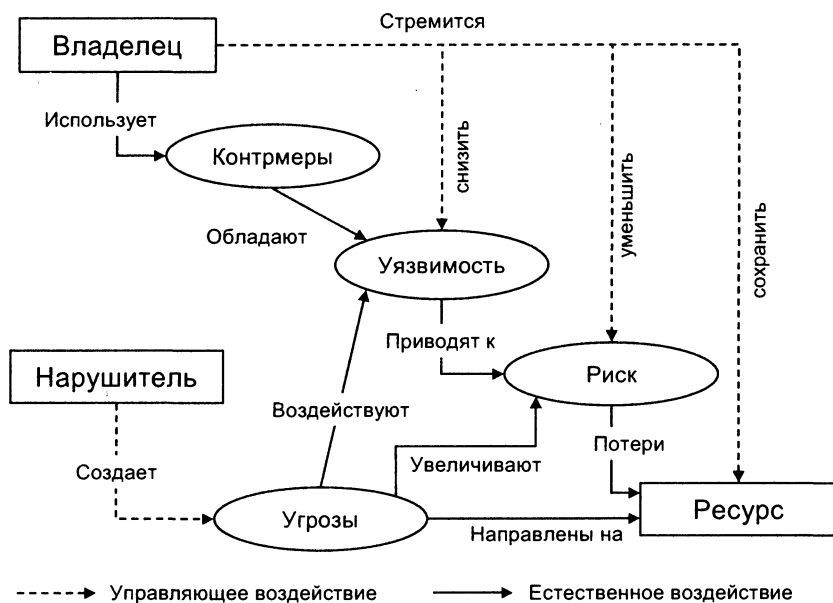 Стремится
Владелец
Использует
Контрмеры
снизить
уменьшить
сохранить
Обладают
Уязвимость
Приводят к
Нарушитель
Риск
Воздействуют
Создает
Увеличивают
Потери
Угрозы
Направлены на
Ресурс
Управляющее воздействие
Естественное воздействие